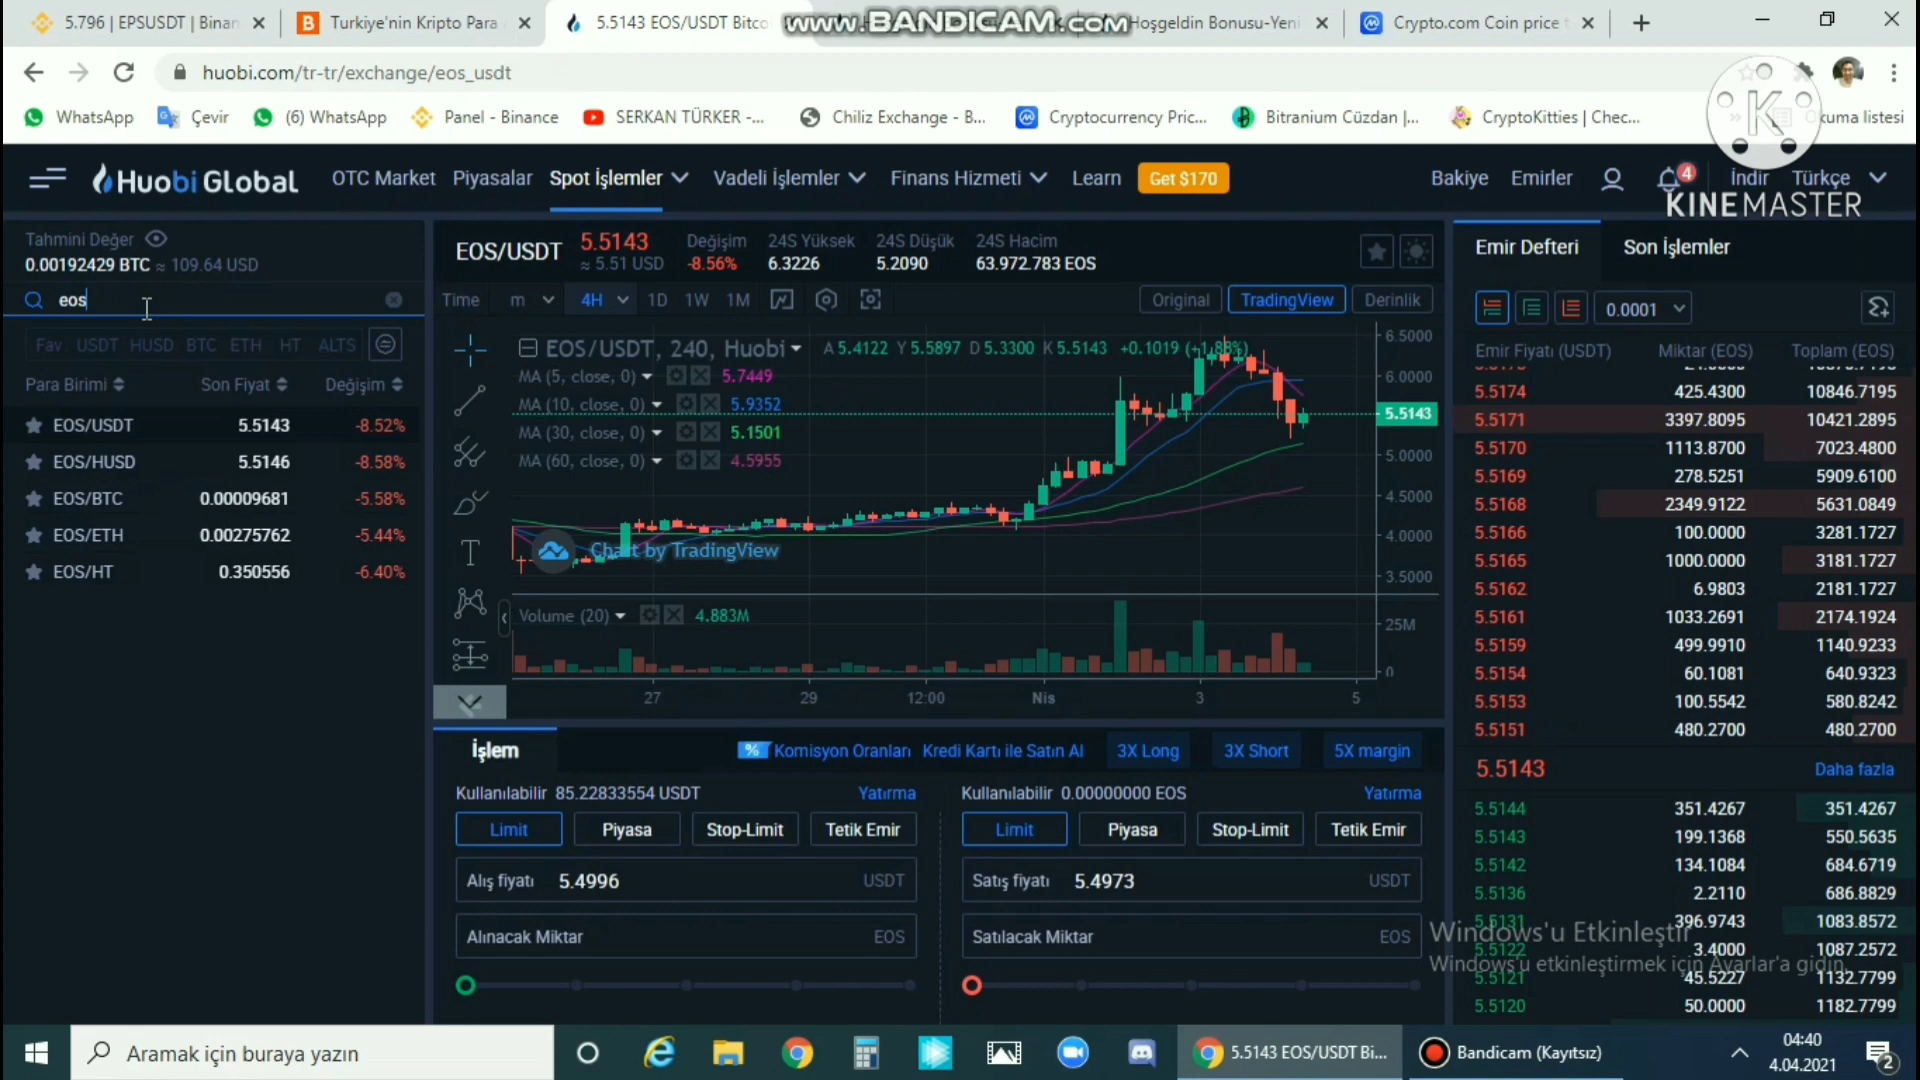 5.796 | EPSUSDT | Binan
Turkiye'nin Kripto Para
5.5143 EOS/USDT Bitco
www.BANDICAM.com
Hoşgeldin Bonusu-Yeni
Crypto.com Coin price t
huobi.com/tr-tr/exchange/eos_usdt
WhatsApp
Çevir
(6) WhatsApp
Panel - Binance
SERKAN TÜRKER -...
Chiliz Exchange - B...
Cryptocurrency Pric...
Bitranium Cüzdan |...
CryptoKitties | Chec...
kuma listesi
K
KINEMASTER
Huobi Global
OTC Market
Piyasalar
Spot İşlemler
Vadeli İşlemler
Finans Hizmeti
Learn
Get $170
Bakiye
Emirler
4
İndir
Türkçe
Tahmini Değer
0.00192429 BTC ≈ 109.64 USD
eos
Fav USDT HUSD BTC ETH HT ALTS
Para Birimi Son Fiyat Değişim
EOS/USDT 5.5143 -8.52%
EOS/HUSD 5.5146 -8.58%
EOS/BTC 0.00009681 -5.58%
EOS/ETH 0.00275762 -5.44%
EOS/HT 0.350556 -6.40%
EOS/USDT
5.5143
≈ 5.51 USD
Değişim
-8.56%
24S Yüksek
6.3226
24S Düşük
5.2090
24S Hacim
63.972.783 EOS
Time m 4H 1D 1W 1M
Original TradingView Derinlik
EOS/USDT, 240, Huobi A 5.4122 Y 5.5897 D 5.3300 K 5.5143 +0.1019 (+1.88%)
MA (5, close, 0) 5.7449
MA (10, close, 0) 5.9352
MA (30, close, 0) 5.1501
MA (60, close, 0) 4.5955
6.5000
6.0000
5.5143
5.0000
4.5000
4.0000
3.5000
Chart by TradingView
Volume (20) 4.883M
25M
0
27 29 12:00 Nis 3 5
İşlem
% Komisyon Oranları
Kredi Kartı ile Satın Al
3X Long
3X Short
5X margin
Kullanılabilir 85.22833554 USDT Yatırma
Limit Piyasa Stop-Limit Tetik Emir
Alış fiyatı 5.4996 USDT
Alınacak Miktar EOS
Kullanılabilir 0.00000000 EOS Yatırma
Limit Piyasa Stop-Limit Tetik Emir
Satış fiyatı 5.4973 USDT
Satılacak Miktar EOS
Emir Defteri Son İşlemler
0.0001
Emir Fiyatı (USDT) Miktar (EOS) Toplam (EOS)
5.5174 425.4300 10846.7195
5.5171 3397.8095 10421.2895
5.5170 1113.8700 7023.4800
5.5169 278.5251 5909.6100
5.5168 2349.9122 5631.0849
5.5166 100.0000 3281.1727
5.5165 1000.0000 3181.1727
5.5162 6.9803 2181.1727
5.5161 1033.2691 2174.1924
5.5159 499.9910 1140.9233
5.5154 60.1081 640.9323
5.5153 100.5542 580.8242
5.5151 480.2700 480.2700
5.5143 Daha fazla
5.5144 351.4267 351.4267
5.5143 199.1368 550.5635
5.5142 134.1084 684.6719
5.5136 2.2110 686.8829
5.5131 396.9743 1083.8572
5.5122 3.4000 1087.2572
5.5121 45.5227 1132.7799
5.5120 50.0000 1182.7799
Windows'u Etkinleştir
Windows'u etkinleştirmek için Ayarlar'a gidin.
Aramak için buraya yazın
5.5143 EOS/USDT Bi...
Bandicam (Kayıtsız)
04:40
4.04.2021
2